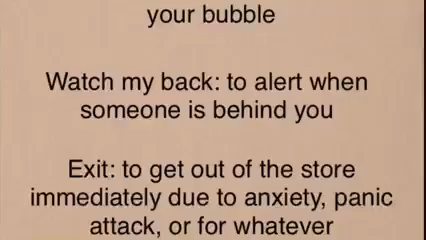 your bubble
Watch my back: to alert when
someone is behind you
Exit: to get out of the store
immediately due to anxiety, panic
attack, or for whatever